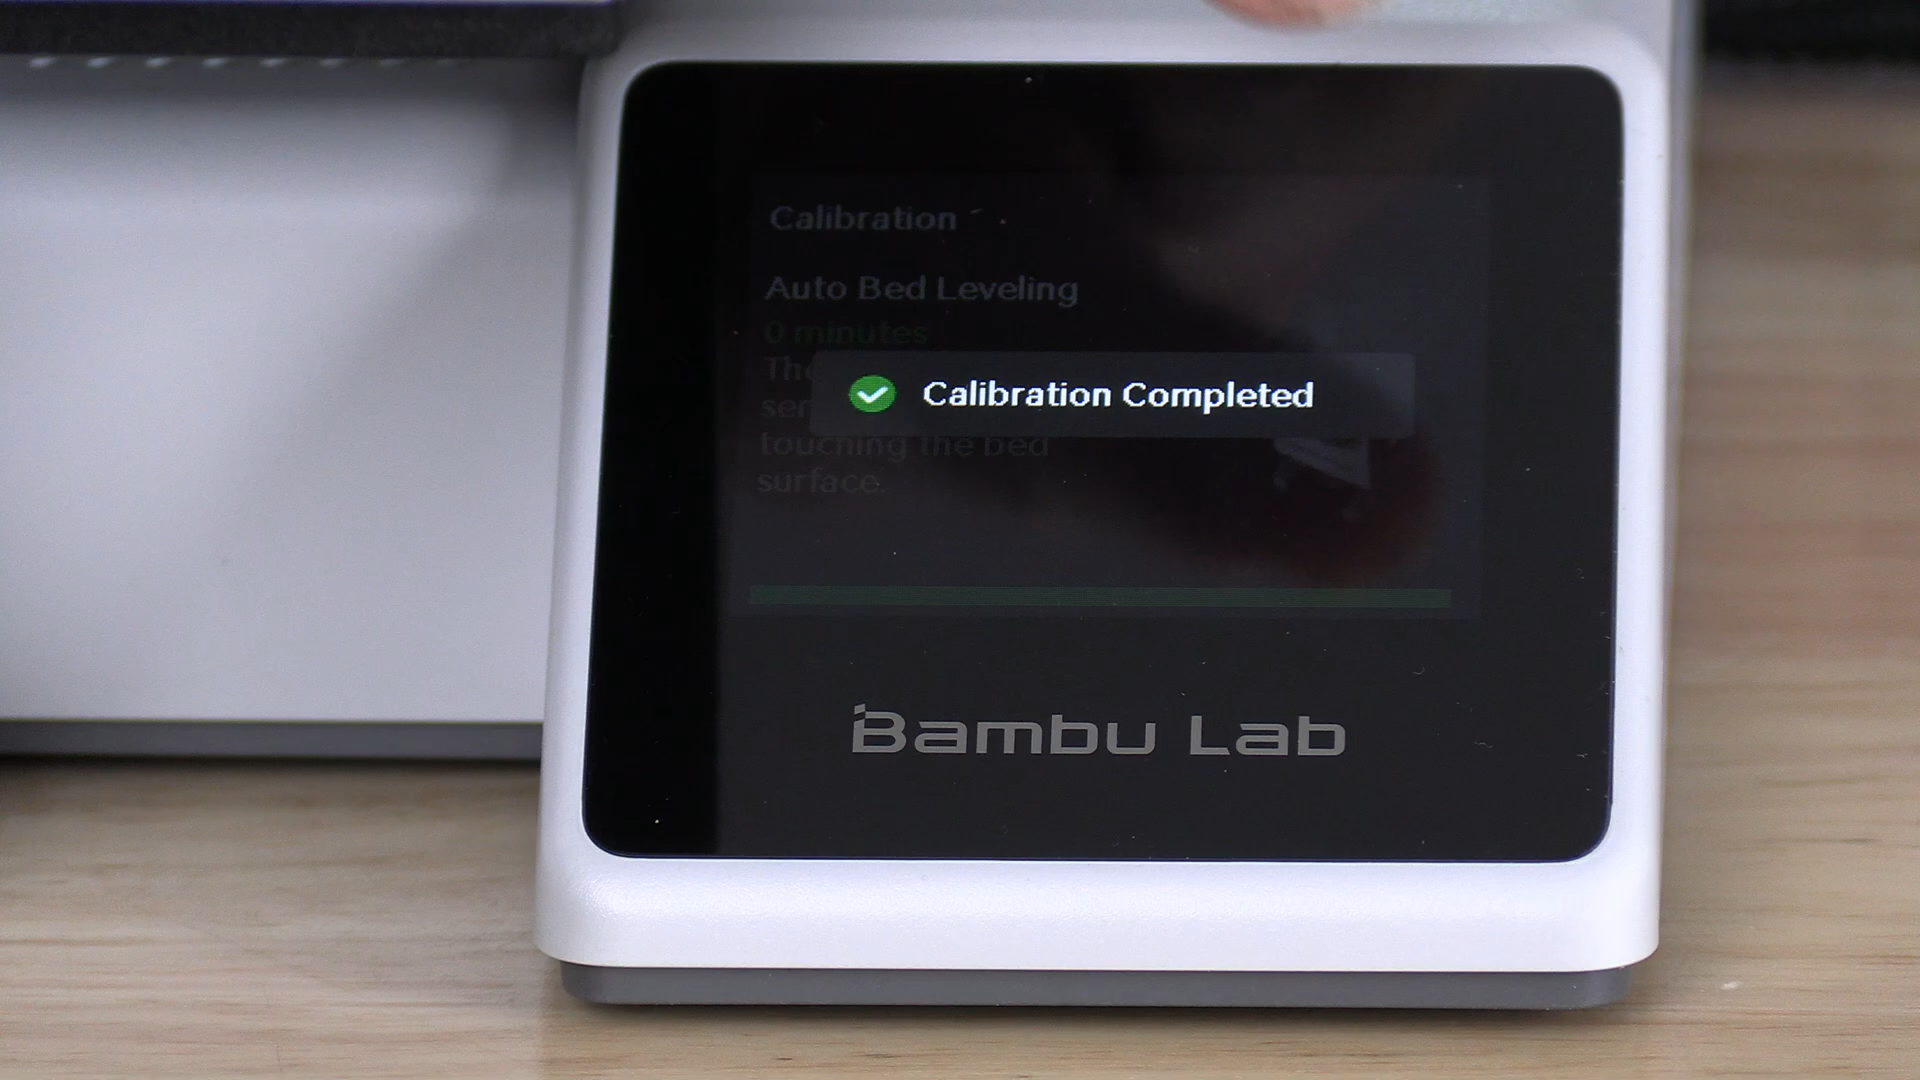 Calibration
Auto Bed Leveling
0 minutes
Calibration Completed
touching the bed
surface.
Bambu Lab